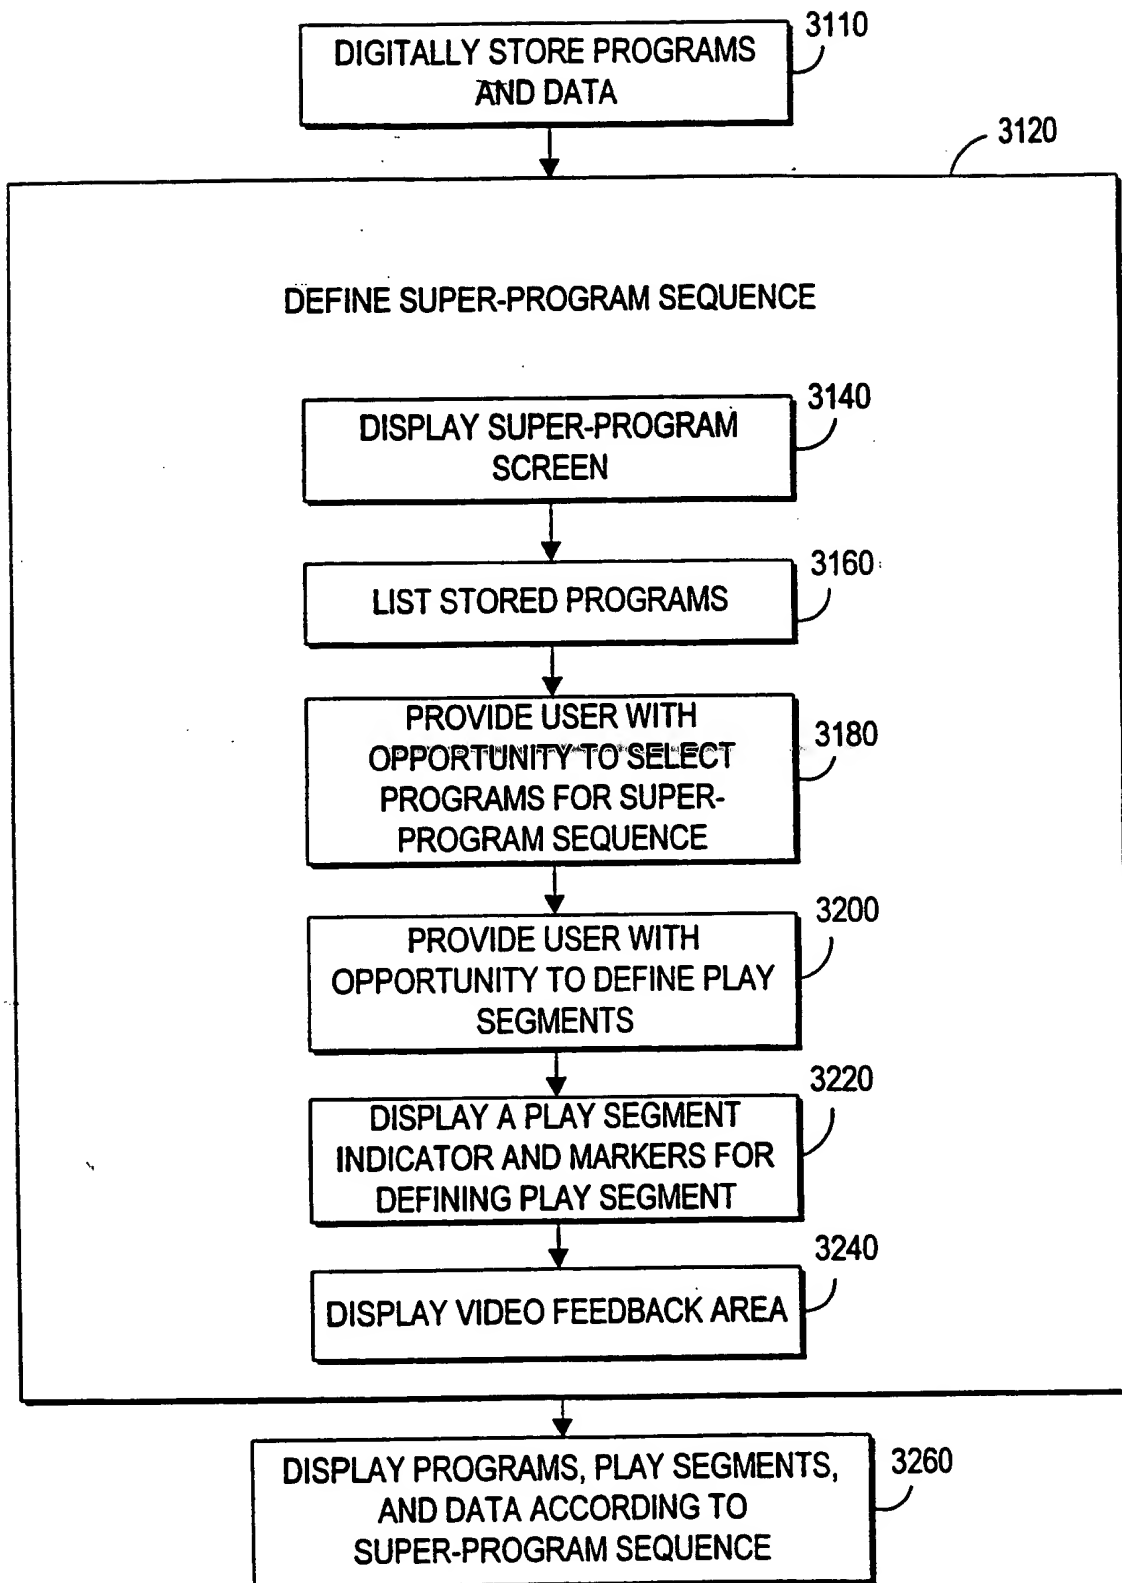 3110
DIGITALLY STORE PROGRAMS
AND DATA
3120
DEFINE SUPER-PROGRAM SEQUENCE
3140
DISPLAY SUPER-PROGRAM
SCREEN
3160
LIST STORED PROGRAMS
PROVIDE USER WITH
OPPORTUNITY TO SELECT
PROGRAMS FOR SUPER-
PROGRAM SEQUENCE
3180
3200
PROVIDE USER WITH
OPPORTUNITY TO DEFINE PLAY
SEGMENTS
3220
DISPLAY A PLAY SEGMENT
INDICATOR AND MARKERS FOR
DEFINING PLAY SEGMENT
3240
DISPLAY VIDEO FEEDBACK AREA
3260
DISPLAY PROGRAMS, PLAY SEGMENTS,
AND DATA ACCORDING TO
SUPER-PROGRAM SEQUENCE